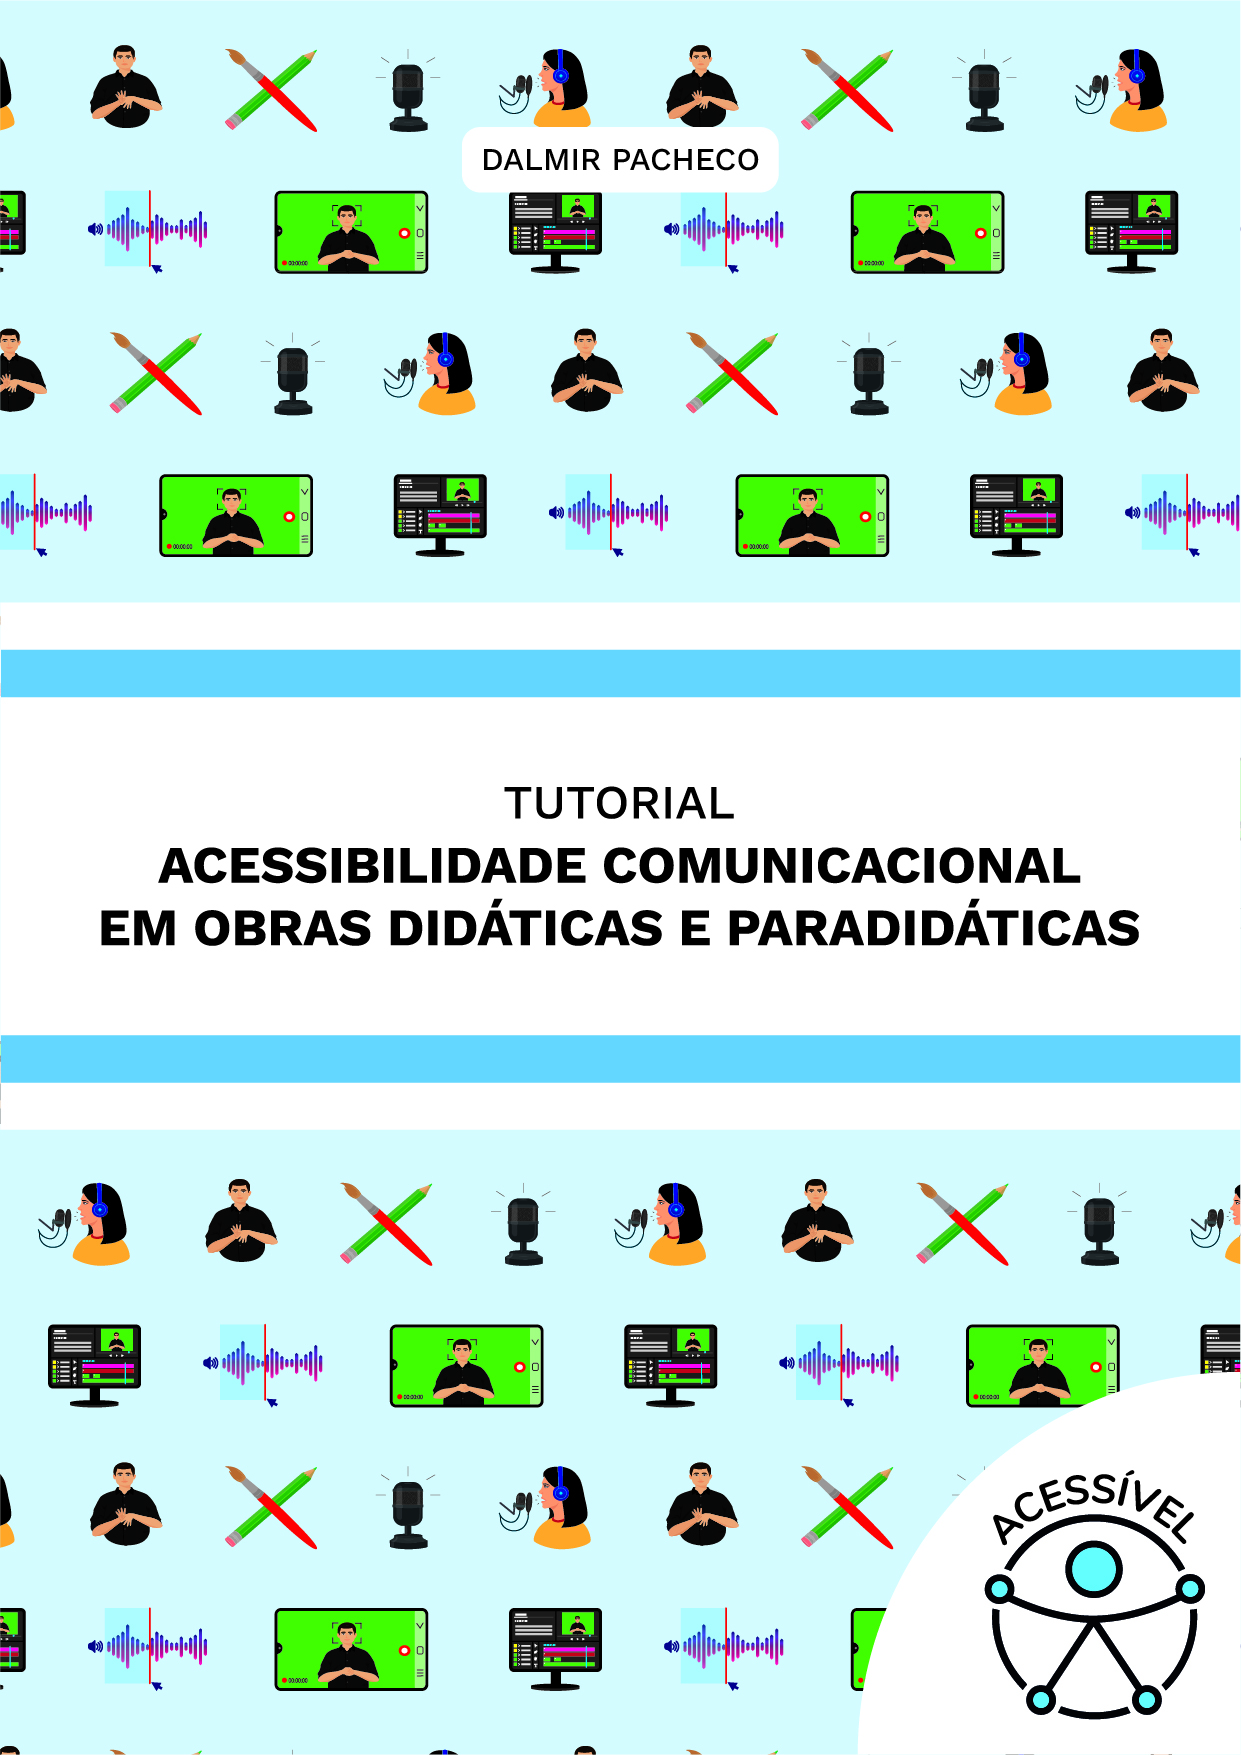 DALMIR PACHECO
TUTORIAL
ACESSIBILIDADE COMUNICACIONAL
EM OBRAS DIDÁTICAS E PARADIDÁTICAS
ACESSÍVEL